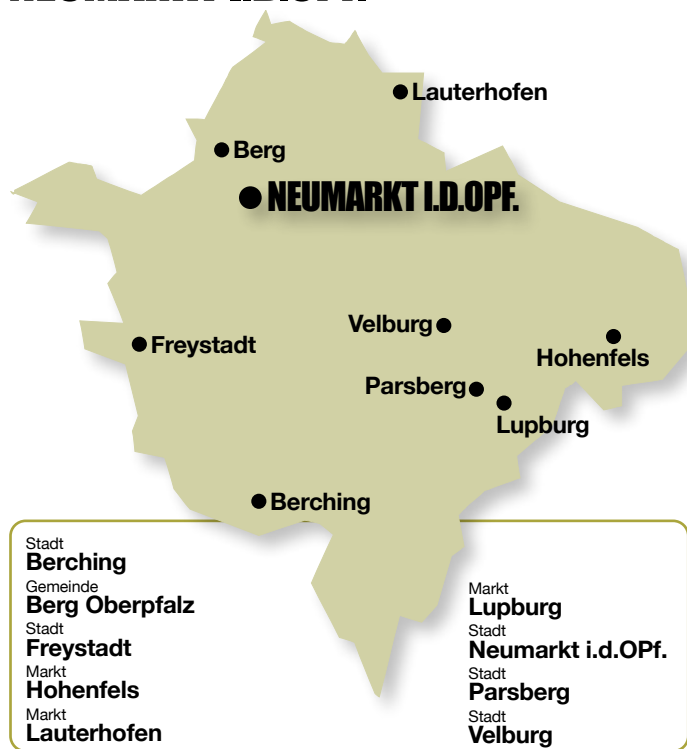 Lauterhofen
Berg
NEUMARKT I.D.OPF.
Velburg
Freystadt
Hohenfels
Parsberg
Lupburg
Berching
Stadt
Berching
Gemeinde
Berg Oberpfalz
Stadt
Freystadt
Markt
Hohenfels
Markt
Lauterhofen
Markt
Lupburg
Stadt
Neumarkt i.d.OPf.
Stadt
Parsberg
Stadt
Velburg